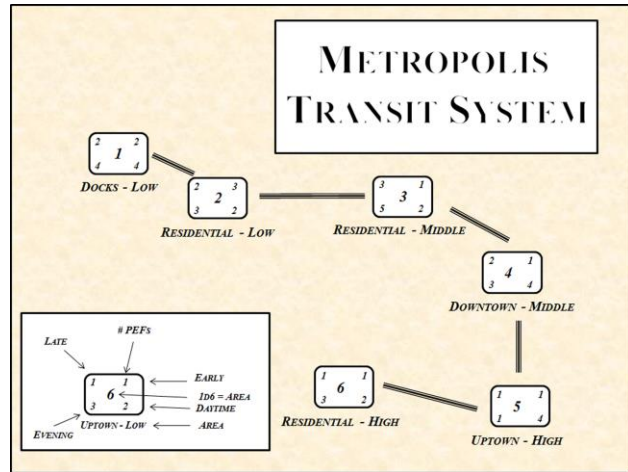 METROPOLIS
TRANSIT SYSTEM
2 2
1
4 4
DOCKS - LOW
2 3
2
3 2
RESIDENTIAL - LOW
3 1
3
5 2
RESIDENTIAL - MIDDLE
2 1
4
3 4
DOWNTOWN - MIDDLE
1 1
5
1 4
UPTOWN - HIGH
1 1
6
3 2
RESIDENTIAL - HIGH
# PEFS
LATE
1 1
EARLY
6
1D6 = AREA
3 2
DAYTIME
EVENING
UPTOWN - LOW
AREA